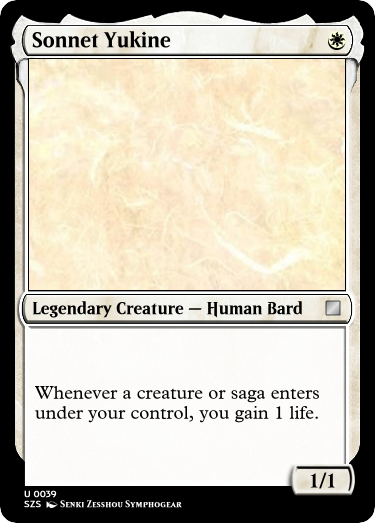 Sonnet Yukine
Legendary Creature — Human Bard
Whenever a creature or saga enters
under your control, you gain 1 life.
1/1
U 0039
SZS Senki Zesshou Symphogear